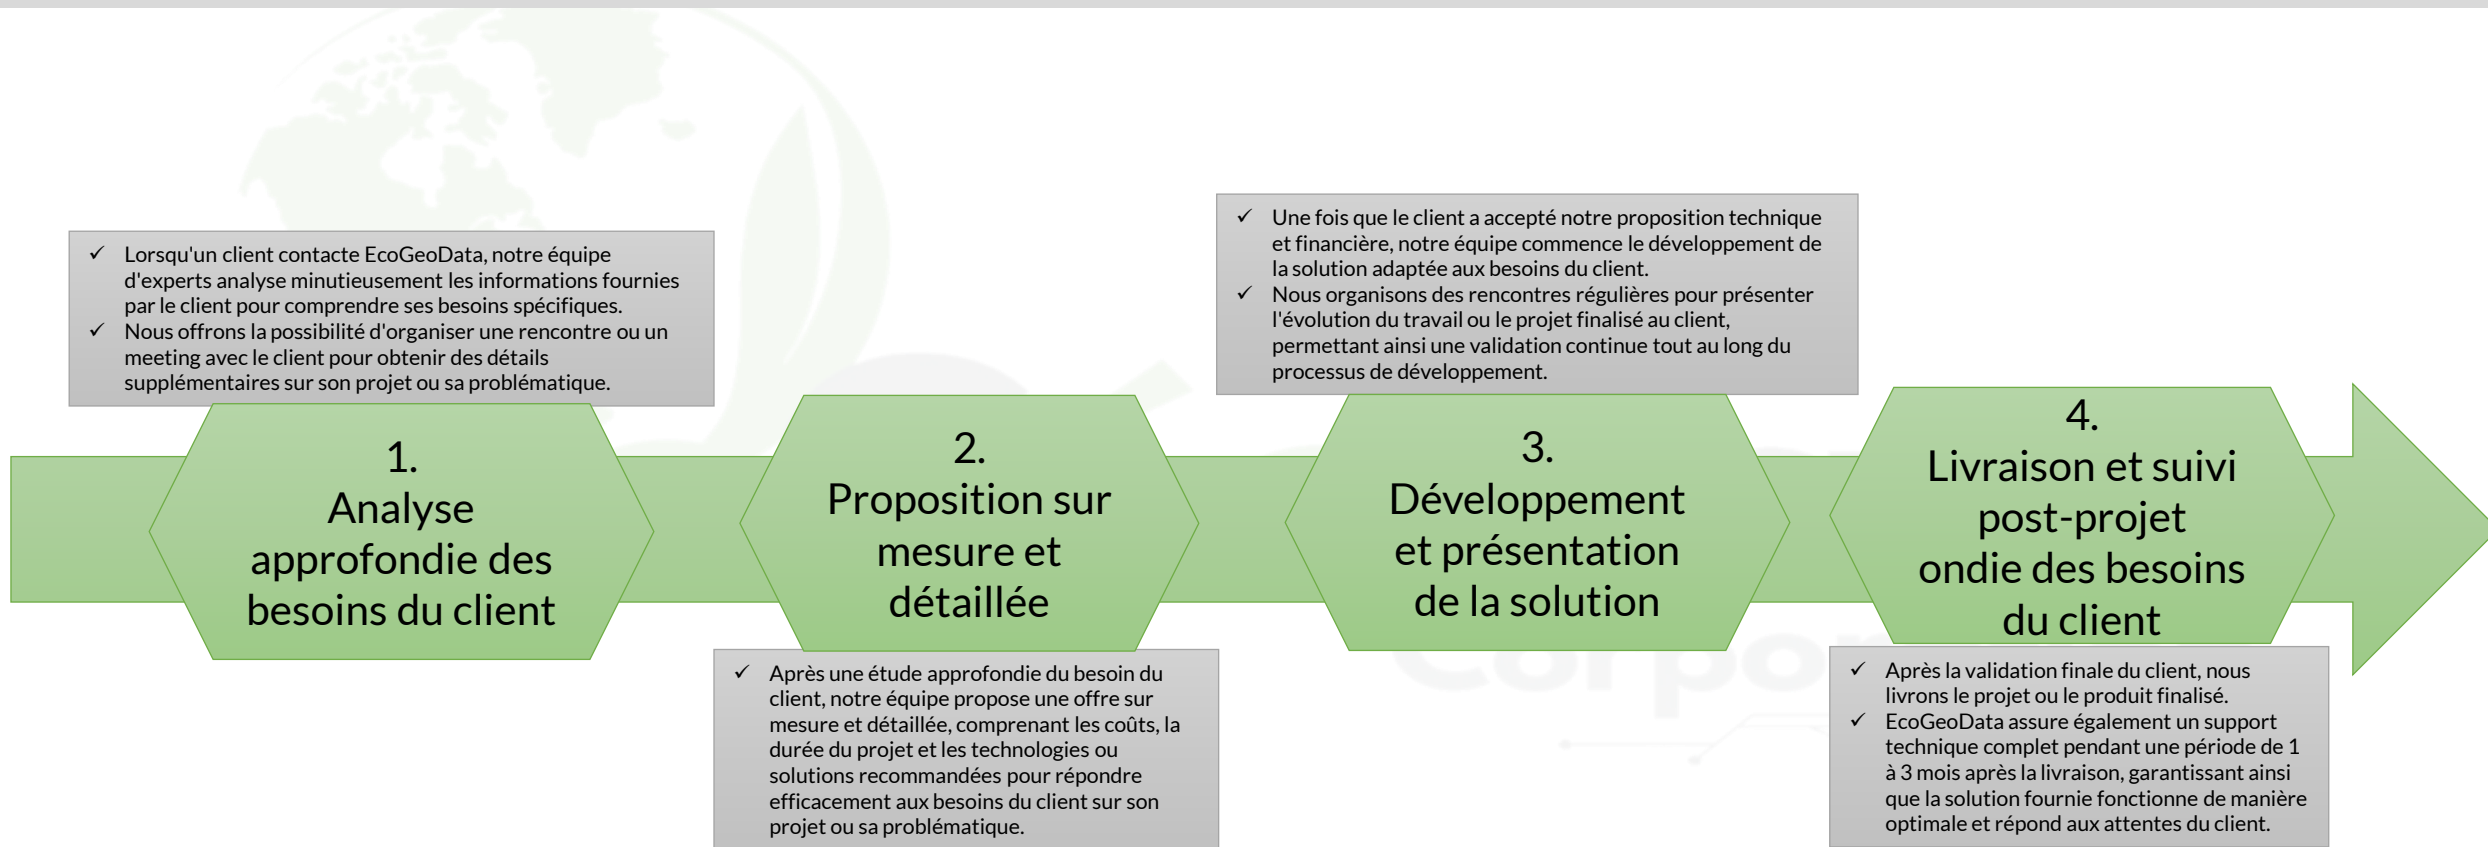 ✓ Lorsqu'un client contacte EcoGeoData, notre équipe
d'experts analyse minutieusement les informations fournies
par le client pour comprendre ses besoins spécifiques.
✓ Nous offrons la possibilité d'organiser une rencontre ou un
meeting avec le client pour obtenir des détails
supplémentaires sur son projet ou sa problématique.
1.
Analyse
approfondie des
besoins du client
2.
Proposition sur
mesure et
détaillée
✓ Après une étude approfondie du besoin du
client, notre équipe propose une offre sur
mesure et détaillée, comprenant les coûts, la
durée du projet et les technologies ou
solutions recommandées pour répondre
efficacement aux besoins du client sur son
projet ou sa problématique.
✓ Une fois que le client a accepté notre proposition technique
et financière, notre équipe commence le développement de
la solution adaptée aux besoins du client.
✓ Nous organisons des rencontres régulières pour présenter
l'évolution du travail ou le projet finalisé au client,
permettant ainsi une validation continue tout au long du
processus de développement.
3.
Développement
et présentation
de la solution
4.
Livraison et suivi
post-projet
ondie des besoins
du client
✓ Après la validation finale du client, nous
livrons le projet ou le produit finalisé.
✓ EcoGeoData assure également un support
technique complet pendant une période de 1
à 3 mois après la livraison, garantissant ainsi
que la solution fournie fonctionne de manière
optimale et répond aux attentes du client.